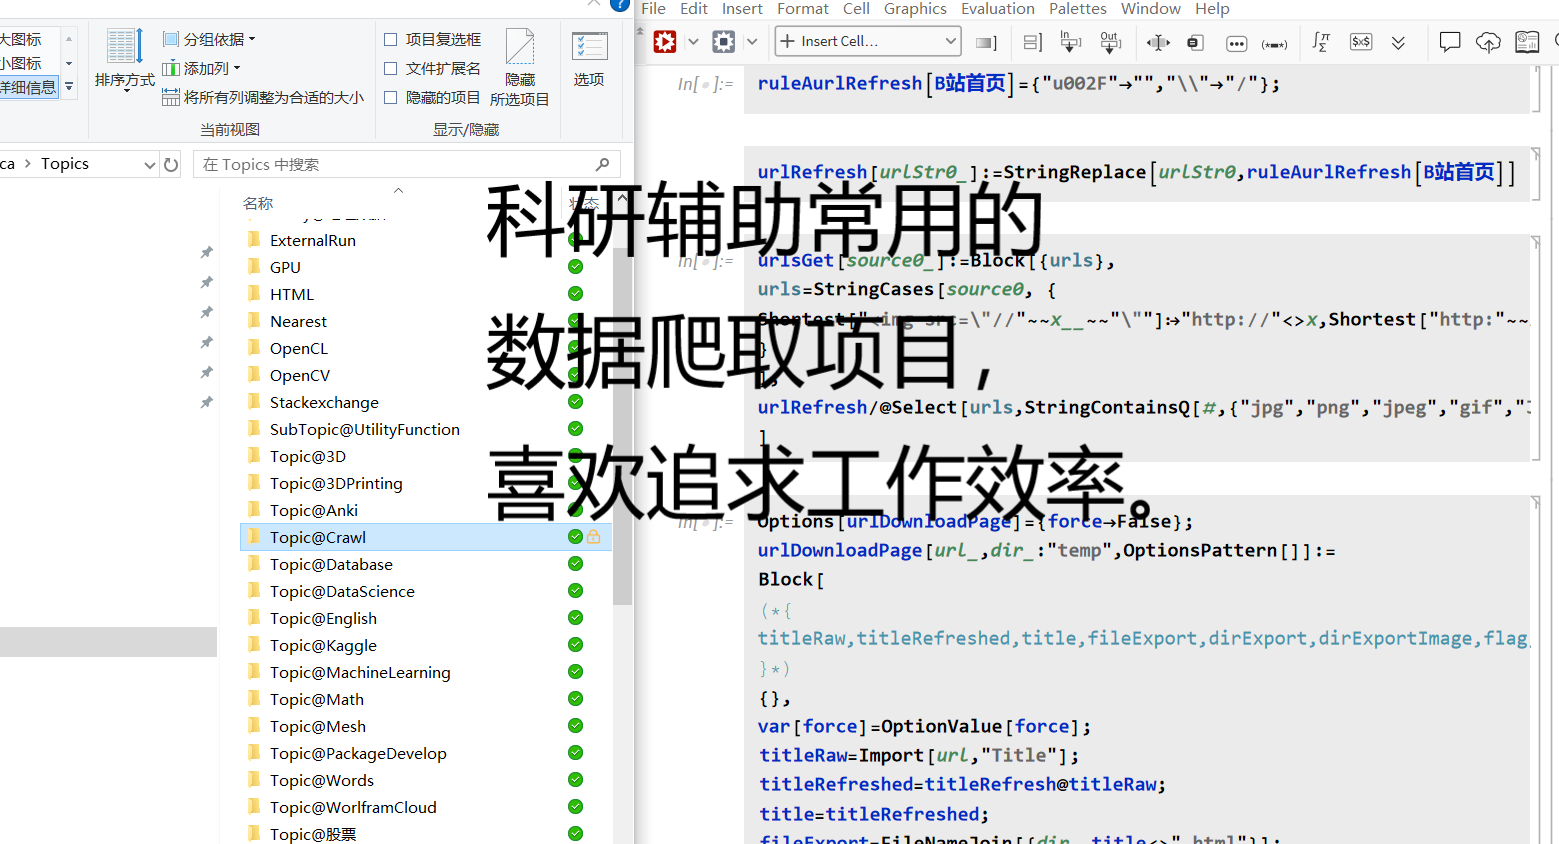 File Edit Insert Format Cell Graphics Evaluation Palettes Window Help
大图标
小图标
详细信息
排序方式
分组依据
添加列
将所有列调整为合适的大小
当前视图
项目复选框
文件扩展名
隐藏的项目
隐藏
所选项目
显示/隐藏
选项
Insert Cell...
ca > Topics
在 Topics 中搜索
名称
状态
ExternalRun
GPU
HTML
Nearest
OpenCL
OpenCV
Stackexchange
SubTopic@UtilityFunction
Topic@3D
Topic@3DPrinting
Topic@Anki
Topic@Crawl
Topic@Database
Topic@DataScience
Topic@English
Topic@Kaggle
Topic@MachineLearning
Topic@Math
Topic@Mesh
Topic@PackageDevelop
Topic@Words
Topic@WorlframCloud
Topic@股票
科研辅助常用的
数据爬取项目，
喜欢追求工作效率。
In[•]:= ruleAurlRefresh[B站首页]={"u002F"→"","\\"→"/"};
urlRefresh[urlStr0_]:=StringReplace[urlStr0,ruleAurlRefresh[B站首页]]
In[•]:= urlsGet[source0_]:=Block[{urls},
urls=StringCases[source0, {
Shortest["<img src=\"//"~~x__~~"\""]:→"http://"<>x,Shortest["http:"~~
}
];
urlRefresh/@Select[urls,StringContainsQ[#,{"jpg","png","jpeg","gif",
]
In[•]:= Options[urlDownloadPage]={force→False};
urlDownloadPage[url_,dir_:"temp",OptionsPattern[]]:=
Block[
(*{
titleRaw,titleRefreshed,title,fileExport,dirExport,dirExportImage,flag
}*)
{},
var[force]=OptionValue[force];
titleRaw=Import[url,"Title"];
titleRefreshed=titleRefresh@titleRaw;
title=titleRefreshed;
fileExport=FileNameJoin[{dir, title<>".html"}];